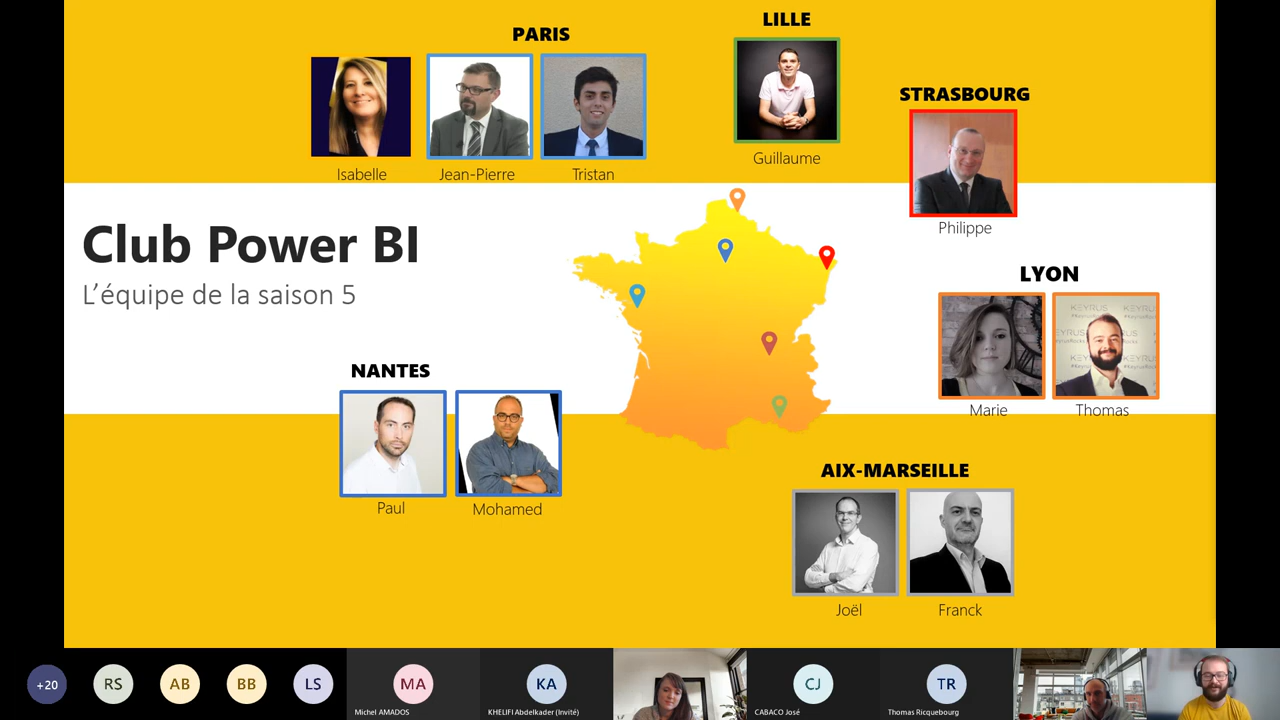 PARIS
LILLE
STRASBOURG
Isabelle
Jean-Pierre
Tristan
Guillaume
Philippe
Club Power BI
L’équipe de la saison 5
LYON
KEYRUS
Marie
Thomas
NANTES
Paul
Mohamed
AIX-MARSEILLE
Joël
Franck
+20
RS
AB
BB
LS
MA
KA
CJ
TR
Michel AMADOS
KHELIFI Abdelkader (Invité)
CABACO José
Thomas Ricquebourg